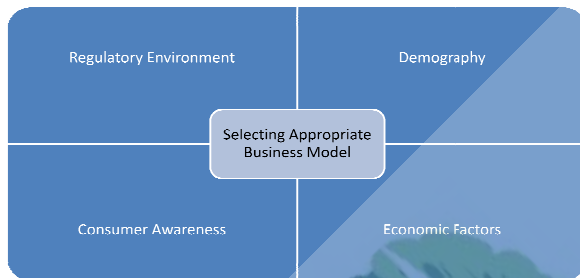 Regulatory Environment
Demography
Selecting Appropriate
Business Model
Consumer Awareness
Economic Factors